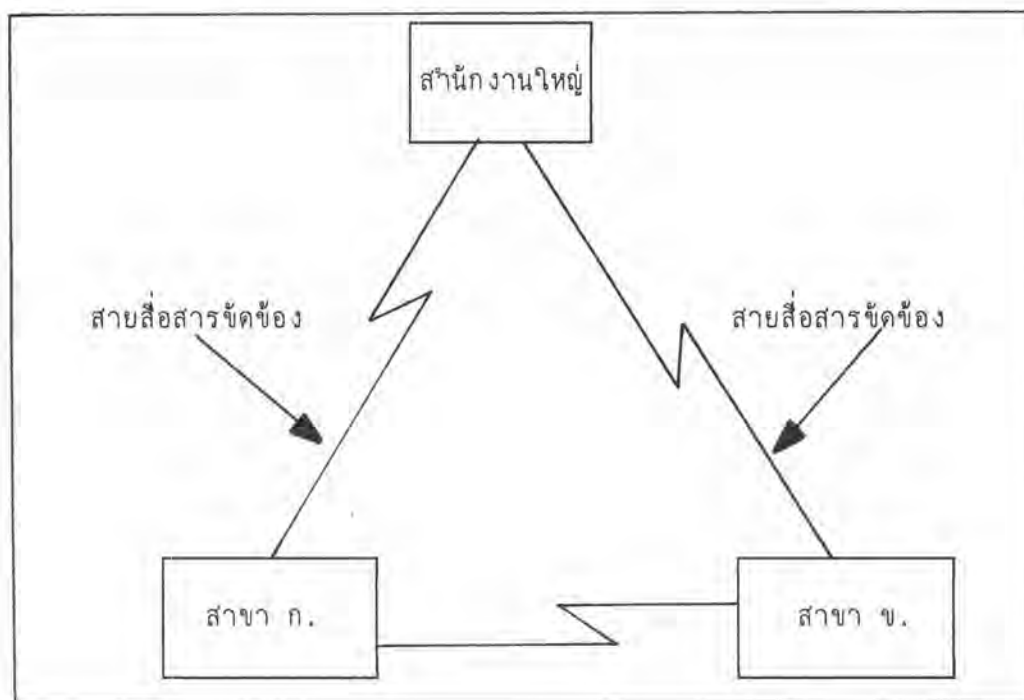 สำนักงานใหญ่
สายสื่อสารขัดข้อง
สายสื่อสารขัดข้อง
สาขา ก.
สาขา ข.